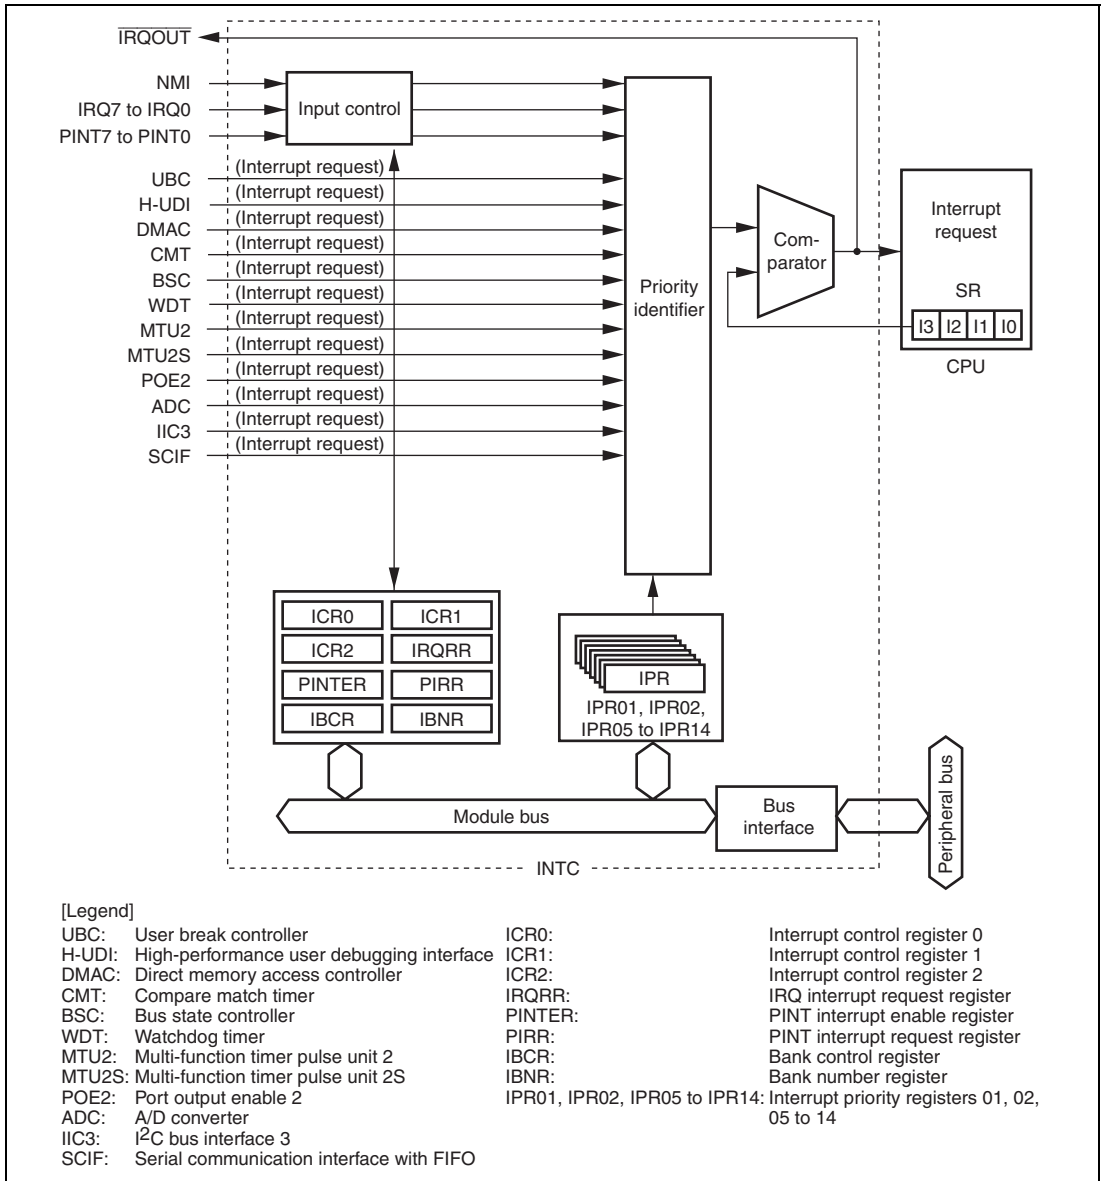 IRQOUT
NMI
IRQ7 to IRQ0
PINT7 to PINT0
Input control
UBC
(Interrupt request)
H-UDI
(Interrupt request)
DMAC
(Interrupt request)
CMT
(Interrupt request)
BSC
(Interrupt request)
WDT
(Interrupt request)
MTU2
(Interrupt request)
MTU2S
(Interrupt request)
POE2
(Interrupt request)
ADC
(Interrupt request)
IIC3
(Interrupt request)
SCIF
(Interrupt request)
Priority
identifier
Com-
parator
Interrupt
request
SR
I3 I2 I1 I0
CPU
ICR0 ICR1
ICR2 IRQRR
PINTER PIRR
IBCR IBNR
IPR
IPR01, IPR02,
IPR05 to IPR14
Module bus
Bus
interface
Peripheral bus
INTC
[Legend]
UBC: User break controller
H-UDI: High-performance user debugging interface
DMAC: Direct memory access controller
CMT: Compare match timer
BSC: Bus state controller
WDT: Watchdog timer
MTU2: Multi-function timer pulse unit 2
MTU2S: Multi-function timer pulse unit 2S
POE2: Port output enable 2
ADC: A/D converter
IIC3: I2C bus interface 3
SCIF: Serial communication interface with FIFO
ICR0: Interrupt control register 0
ICR1: Interrupt control register 1
ICR2: Interrupt control register 2
IRQRR: IRQ interrupt request register
PINTER: PINT interrupt enable register
PIRR: PINT interrupt request register
IBCR: Bank control register
IBNR: Bank number register
IPR01, IPR02, IPR05 to IPR14: Interrupt priority registers 01, 02,
05 to 14